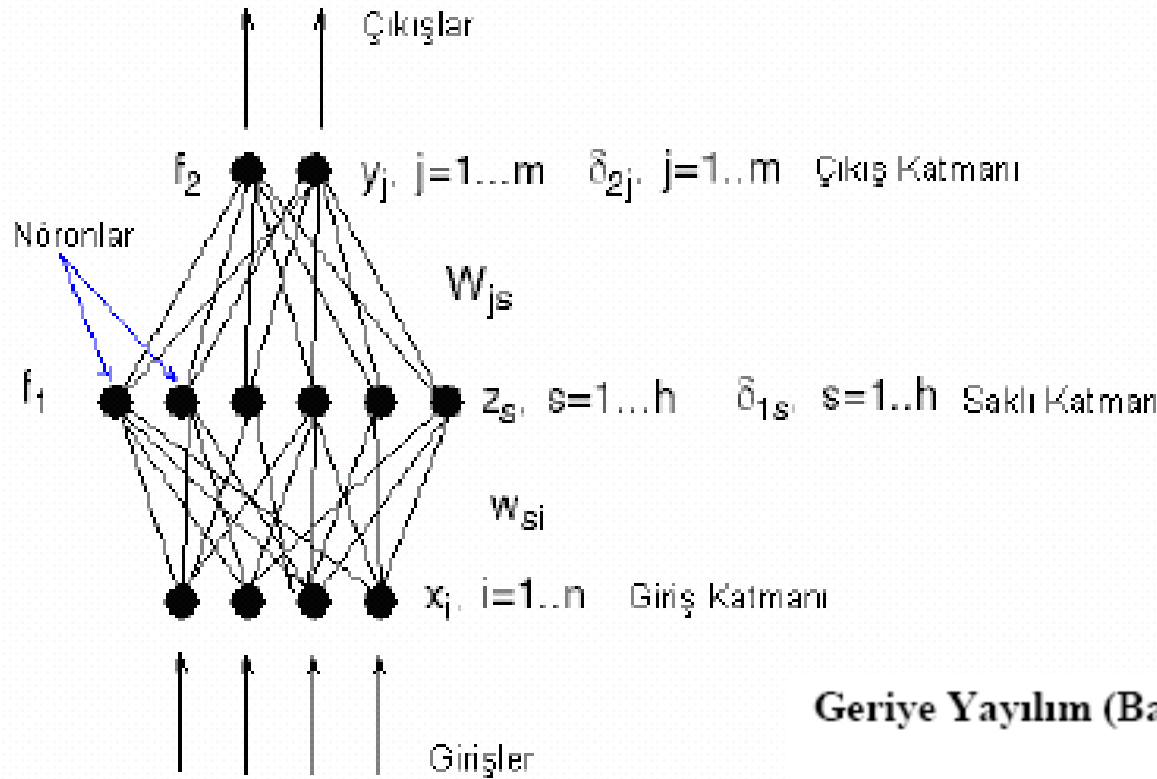 Çıkışlar
f₂ yⱼ, j=1...m δ₂ⱼ, j=1..m Çıkış Katmanı
Nöronlar
Wⱼₛ
f₁ zₛ, s=1...h δ₁ₛ, s=1..h Saklı Katmanı
wₛᵢ
xᵢ, i=1..n Giriş Katmanı
Geriye Yayılım (Ba
Girişler